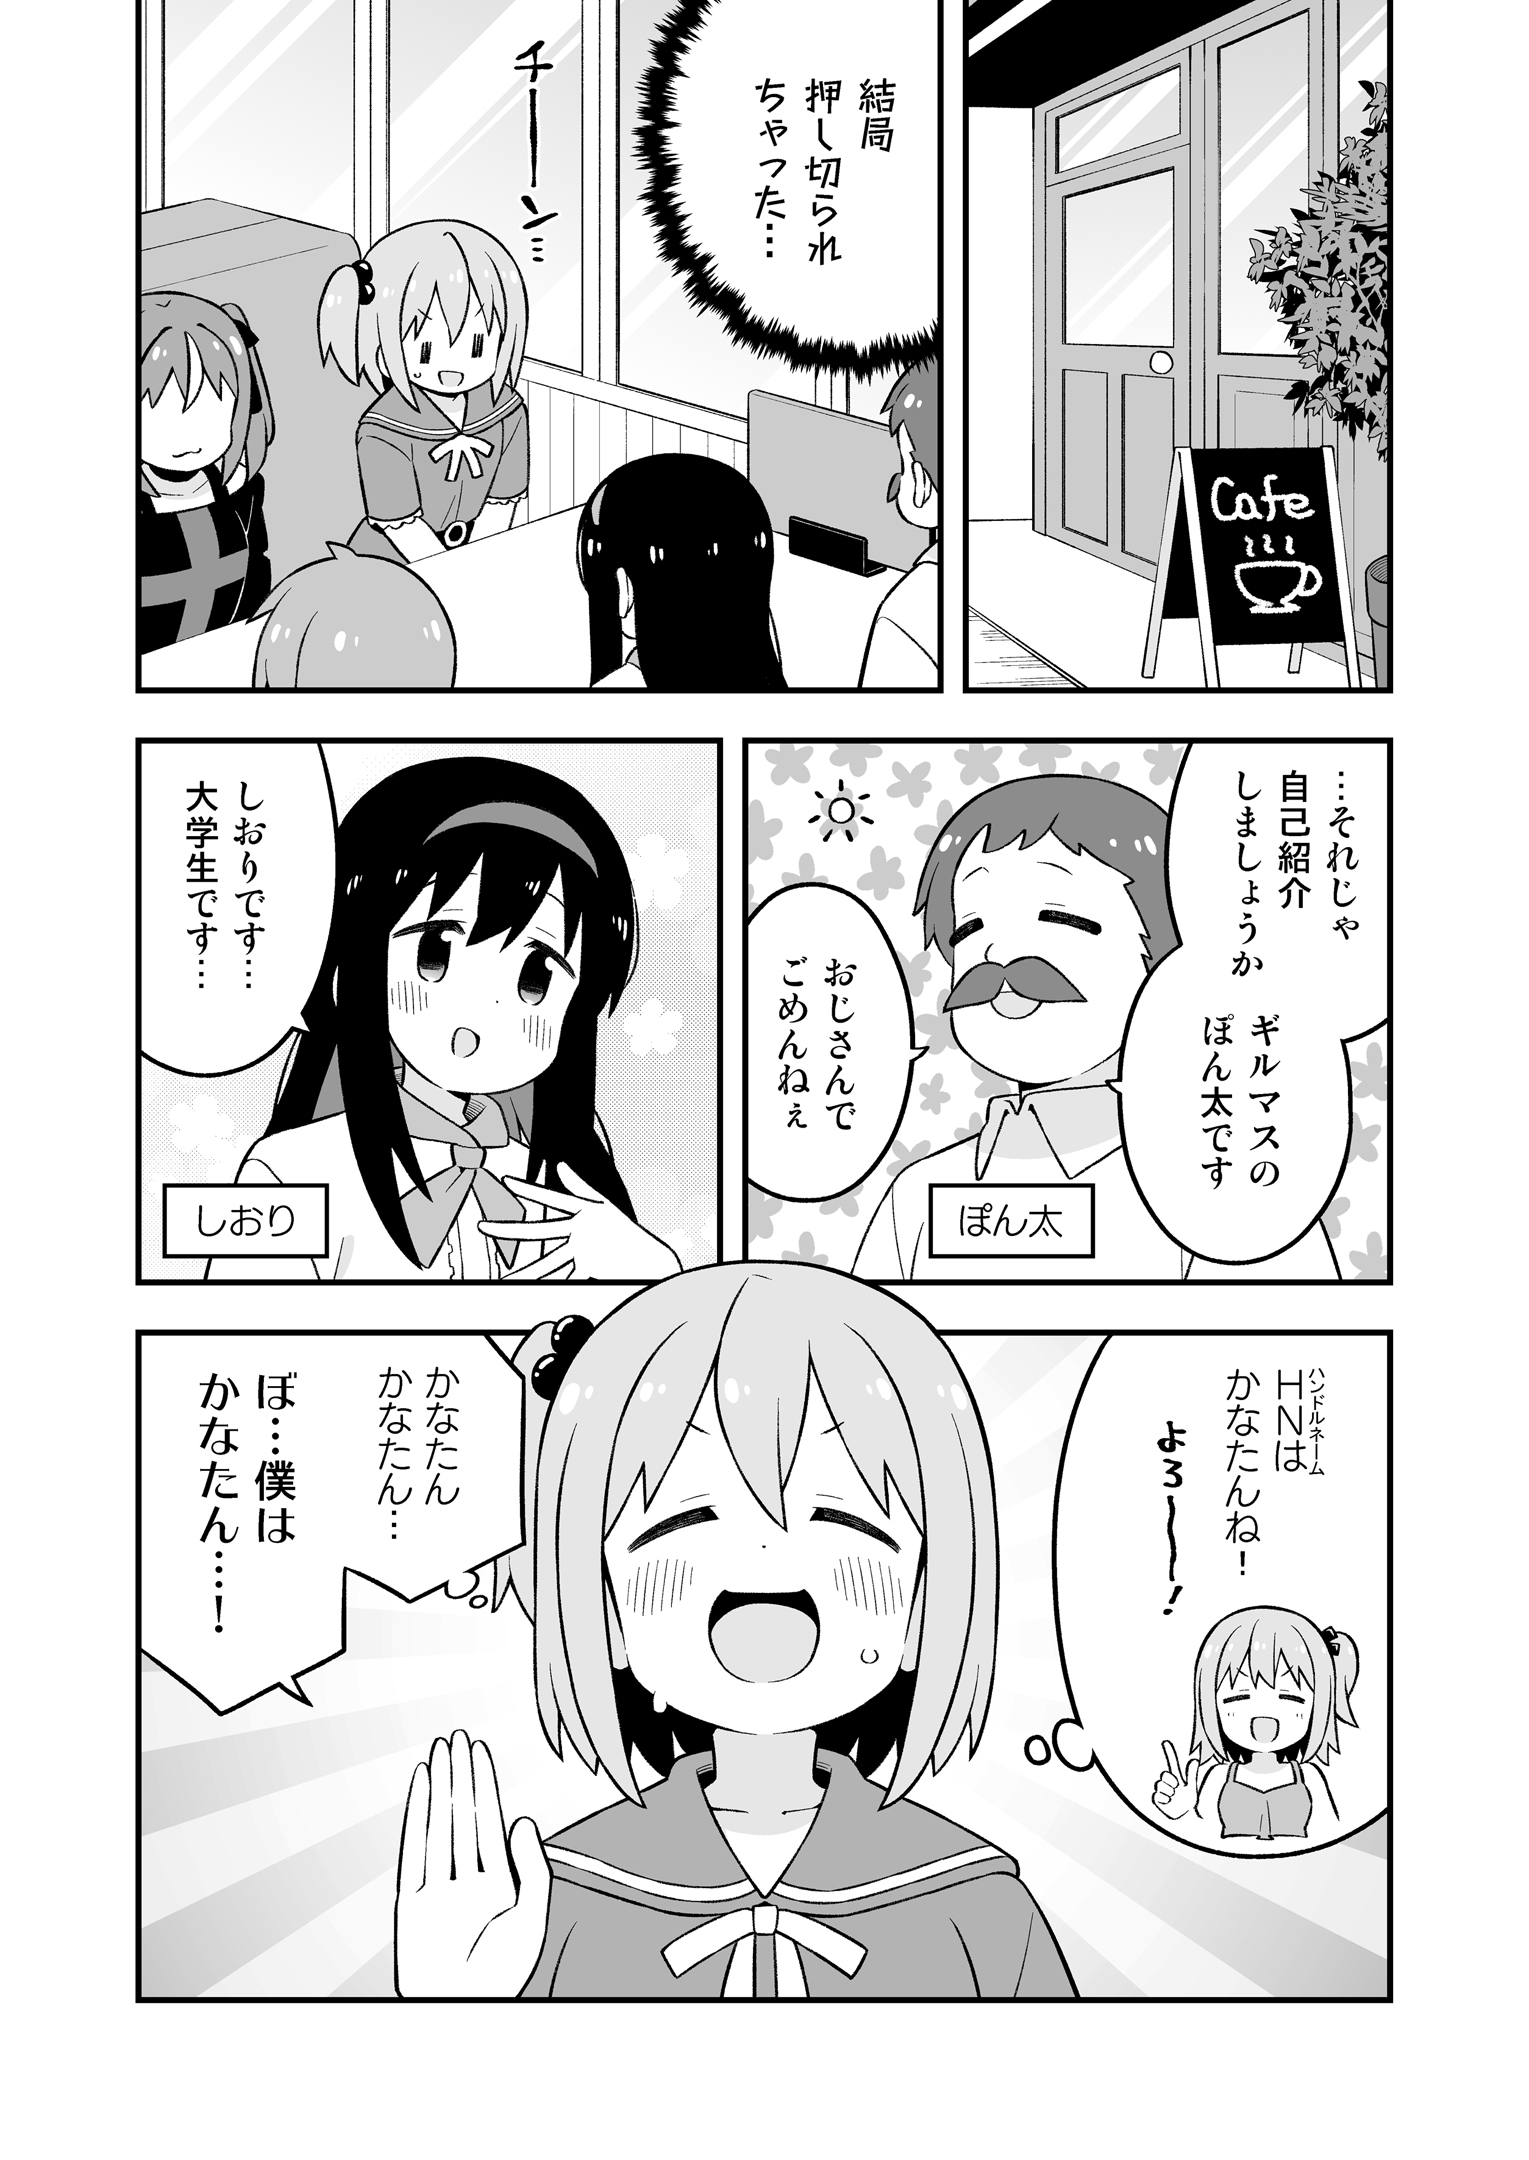 Cafe
結局
押し切られ
ちゃった…
チーーン
…それじゃ
自己紹介
しましょうか
ギルマスの
ぽん太です
おじさんで
ごめんねぇ
ぽん太
しおりです…
大学生です…
しおり
HNは
ハンドルネーム
かなたんね!
よろ〜〜!
かなたん
かなたん…
ぼ…僕は
かなたん…!